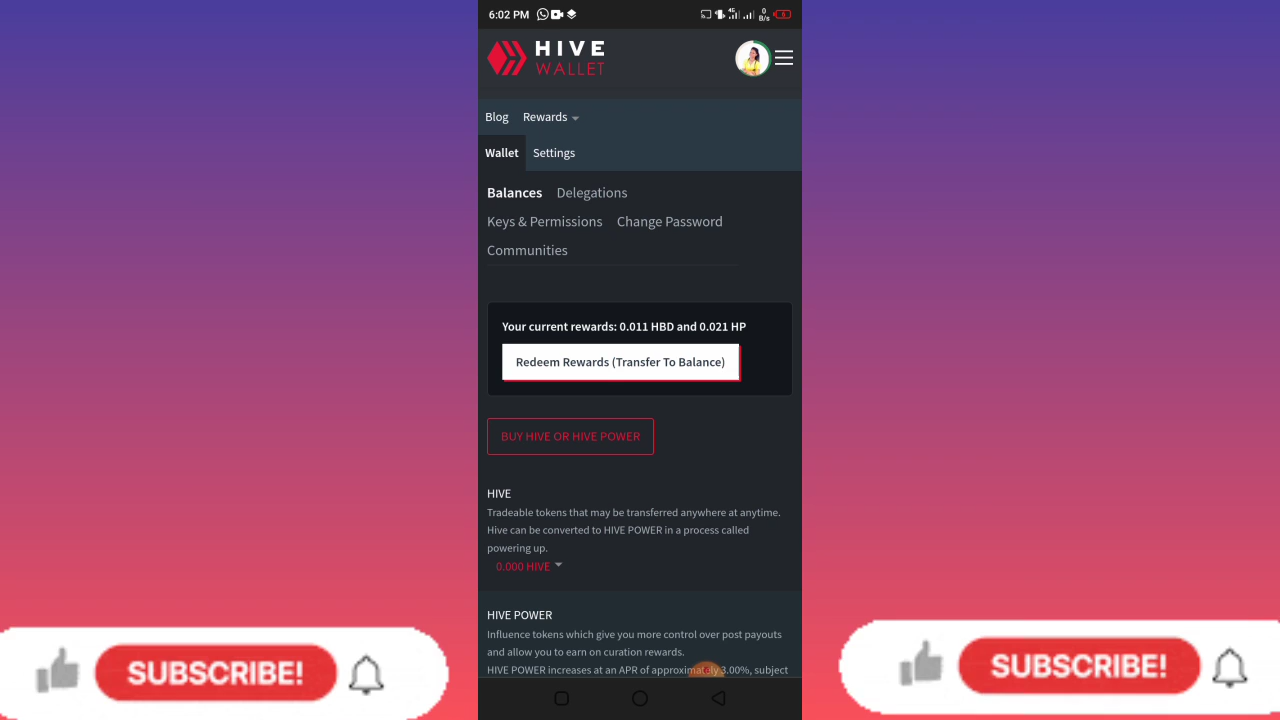 6:02 PM
4G
0
B/s
6
HIVE
WALLET
Blog Rewards
Wallet Settings
Balances Delegations
Keys & Permissions Change Password
Communities
Your current rewards: 0.011 HBD and 0.021 HP
Redeem Rewards (Transfer To Balance)
BUY HIVE OR HIVE POWER
HIVE
Tradeable tokens that may be transferred anywhere at anytime.
Hive can be converted to HIVE POWER in a process called
powering up.
0.000 HIVE
HIVE POWER
Influence tokens which give you more control over post payouts
and allow you to earn on curation rewards.
HIVE POWER increases at an APR of approximately 3.00%, subject
SUBSCRIBE!
SUBSCRIBE!